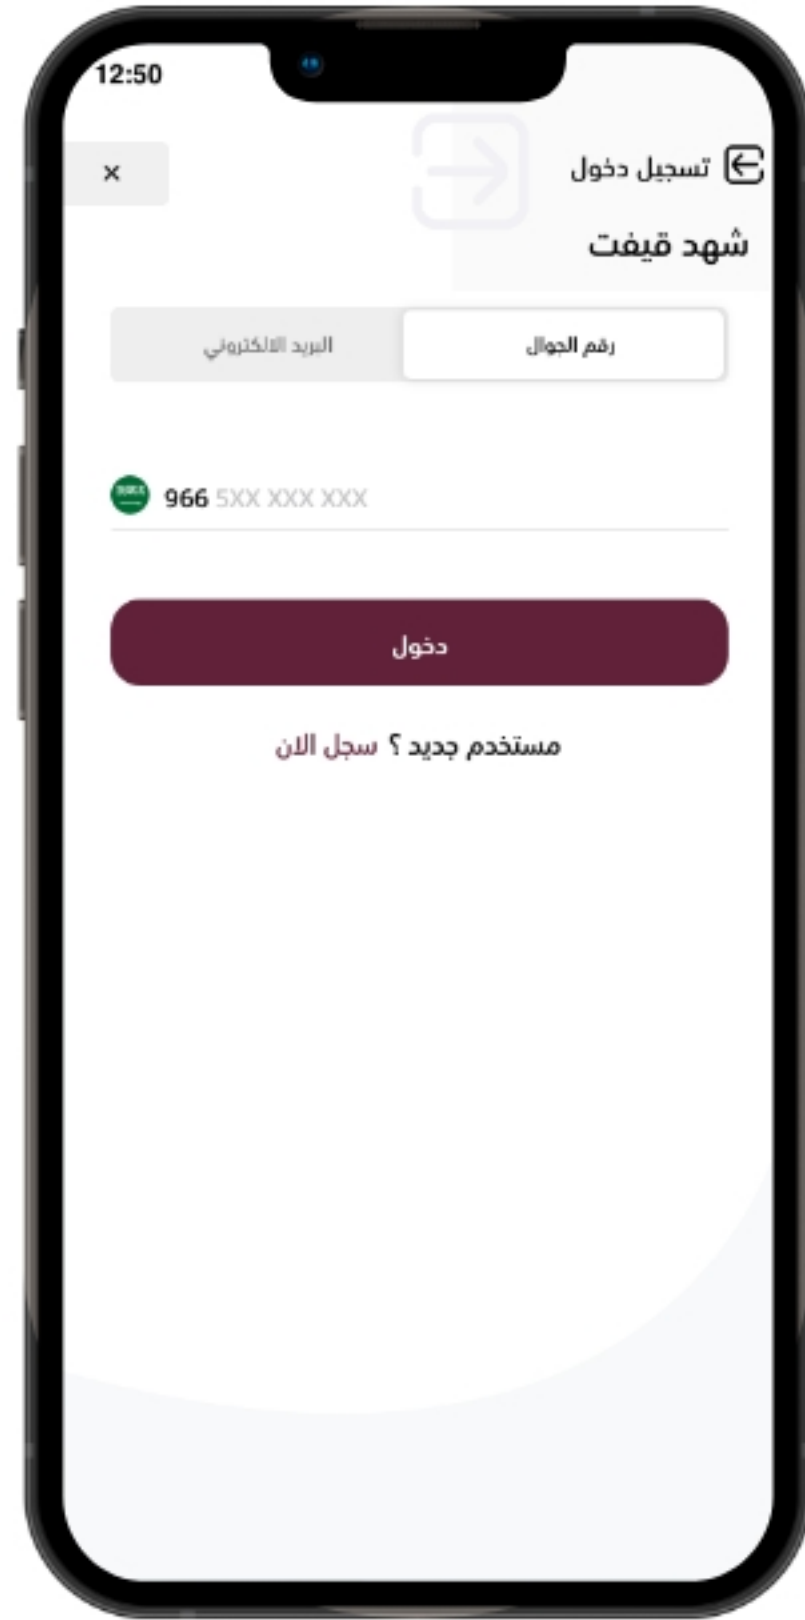 12:50
تسجيل دخول
×
شهد قيفت
رقم الجوال
البريد الالكتروني
966 5XX XXX XXX
دخول
مستخدم جديد ؟ سجل الان